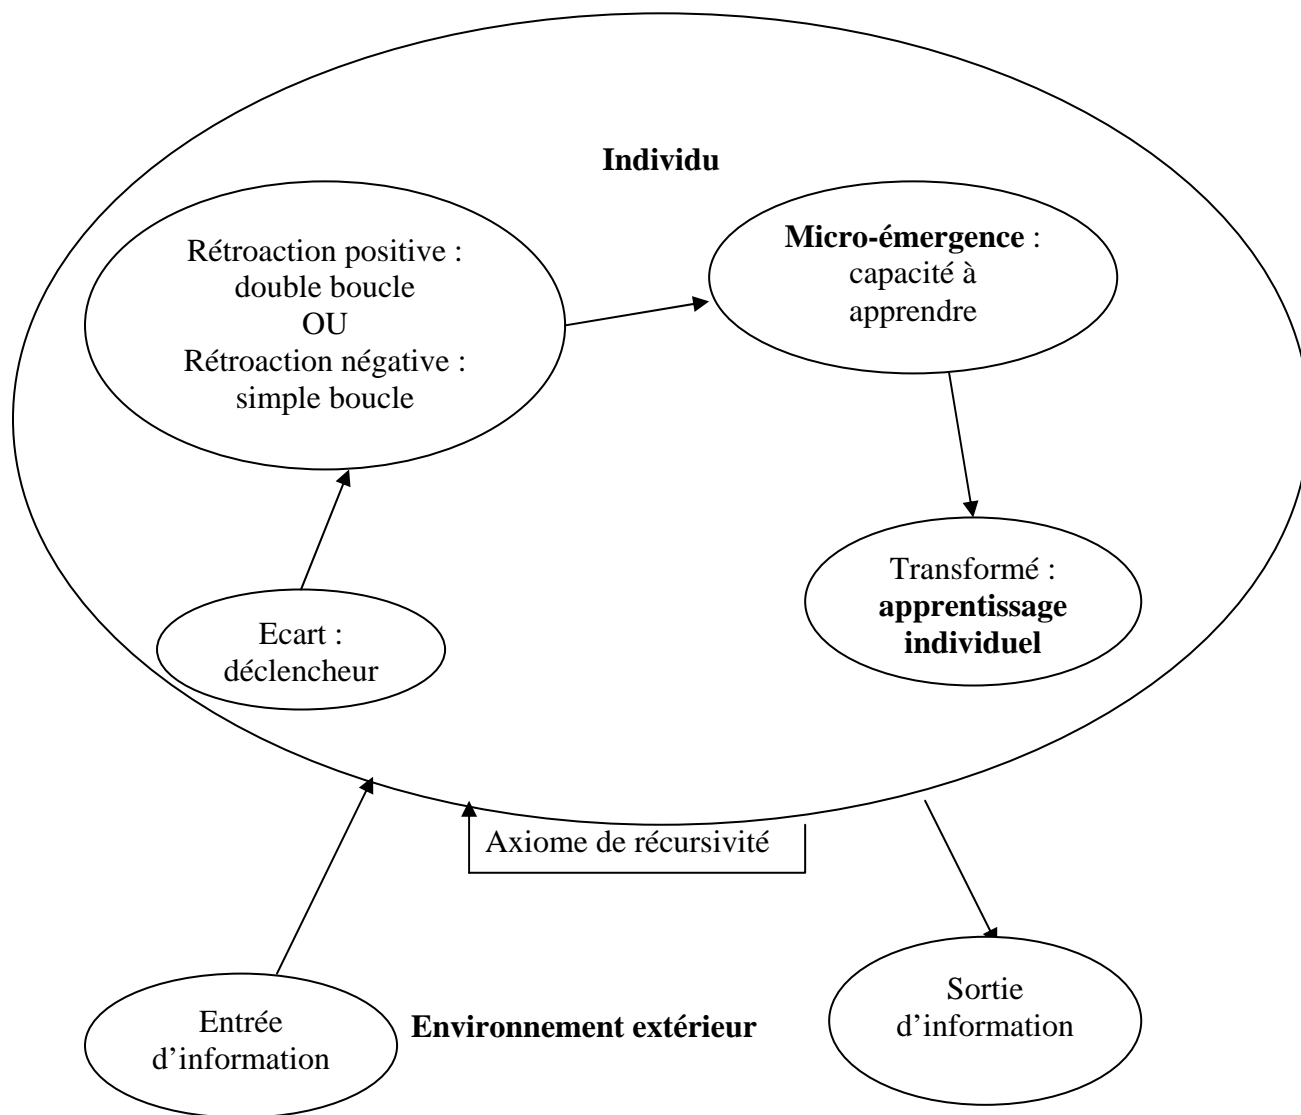 Individu
Rétroaction positive :
double boucle
OU
Rétroaction négative :
simple boucle
Micro-émergence :
capacité à
apprendre
Transformé :
apprentissage
individuel
Ecart :
déclencheur
Axiome de récursivité
Entrée
d’information
Environnement extérieur
Sortie
d’information